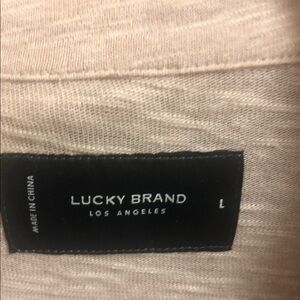 MADE IN CHINA
LUCKY BRAND
LOS ANGELES
L